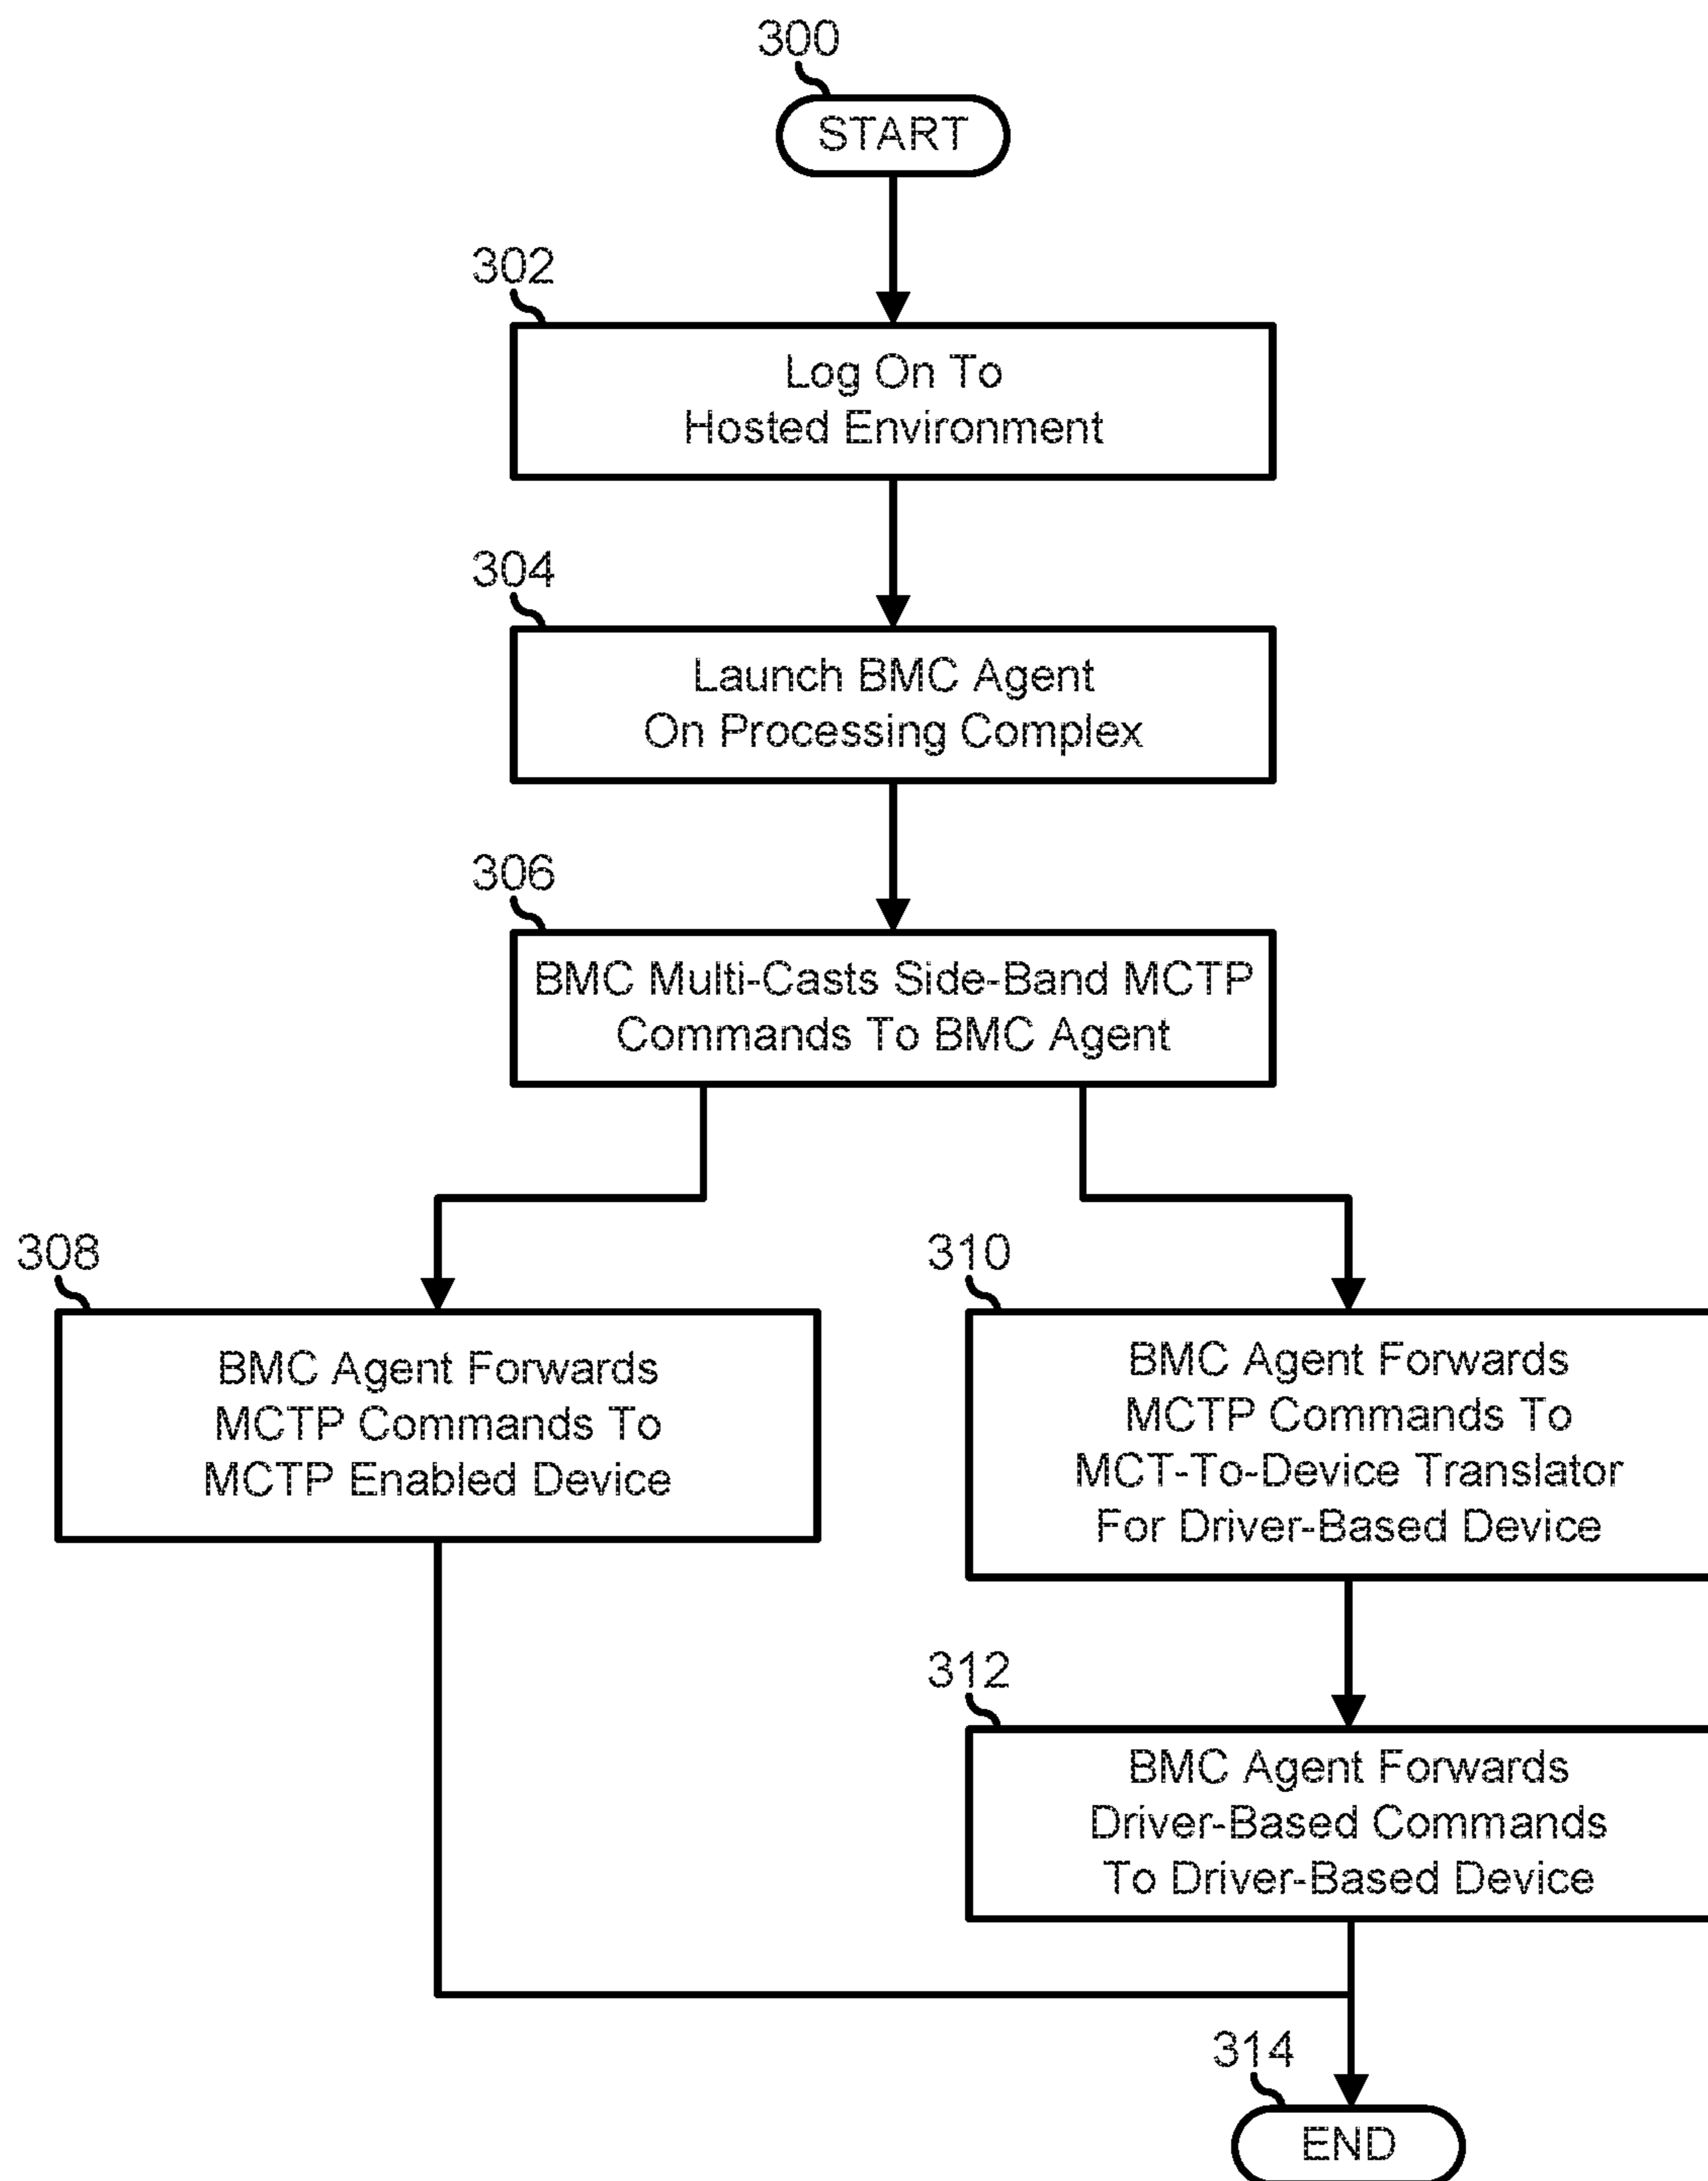 300
START
302
Log On To
Hosted Environment
304
Launch BMC Agent
On Processing Complex
306
BMC Multi-Casts Side-Band MCTP
Commands To BMC Agent
308
BMC Agent Forwards
MCTP Commands To
MCTP Enabled Device
310
BMC Agent Forwards
MCTP Commands To
MCT-To-Device Translator
For Driver-Based Device
312
BMC Agent Forwards
Driver-Based Commands
To Driver-Based Device
314
END